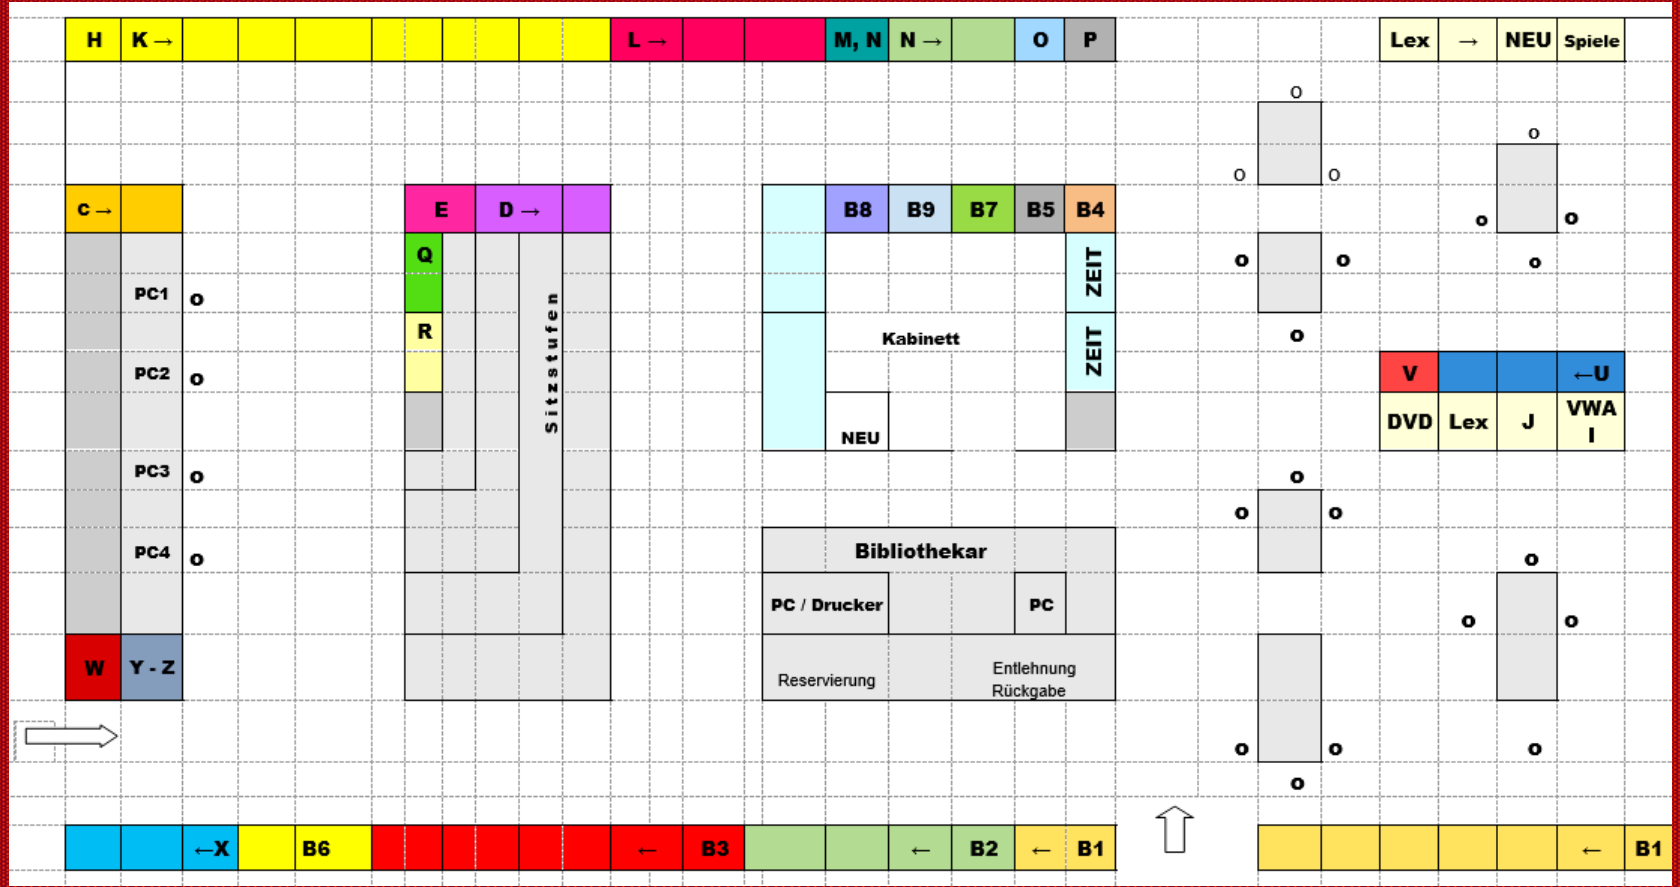 H K → L → M, N N → O P Lex → NEU Spiele
o
o
o o
C → E D → B8 B9 B7 B5 B4 o o
Q ZEIT o o o
PC1 o
R Sitzstufen Kabinett ZEIT o
PC2 o V ←U
NEU DVD Lex J VWA
I
PC3 o o
o o
PC4 o Bibliothekar o
PC / Drucker PC o o
W Y - Z Reservierung Entlehnung
Rückgabe
→
o o o
o
⇧
←X B6 ← B3 ← B2 ← B1 ← B1